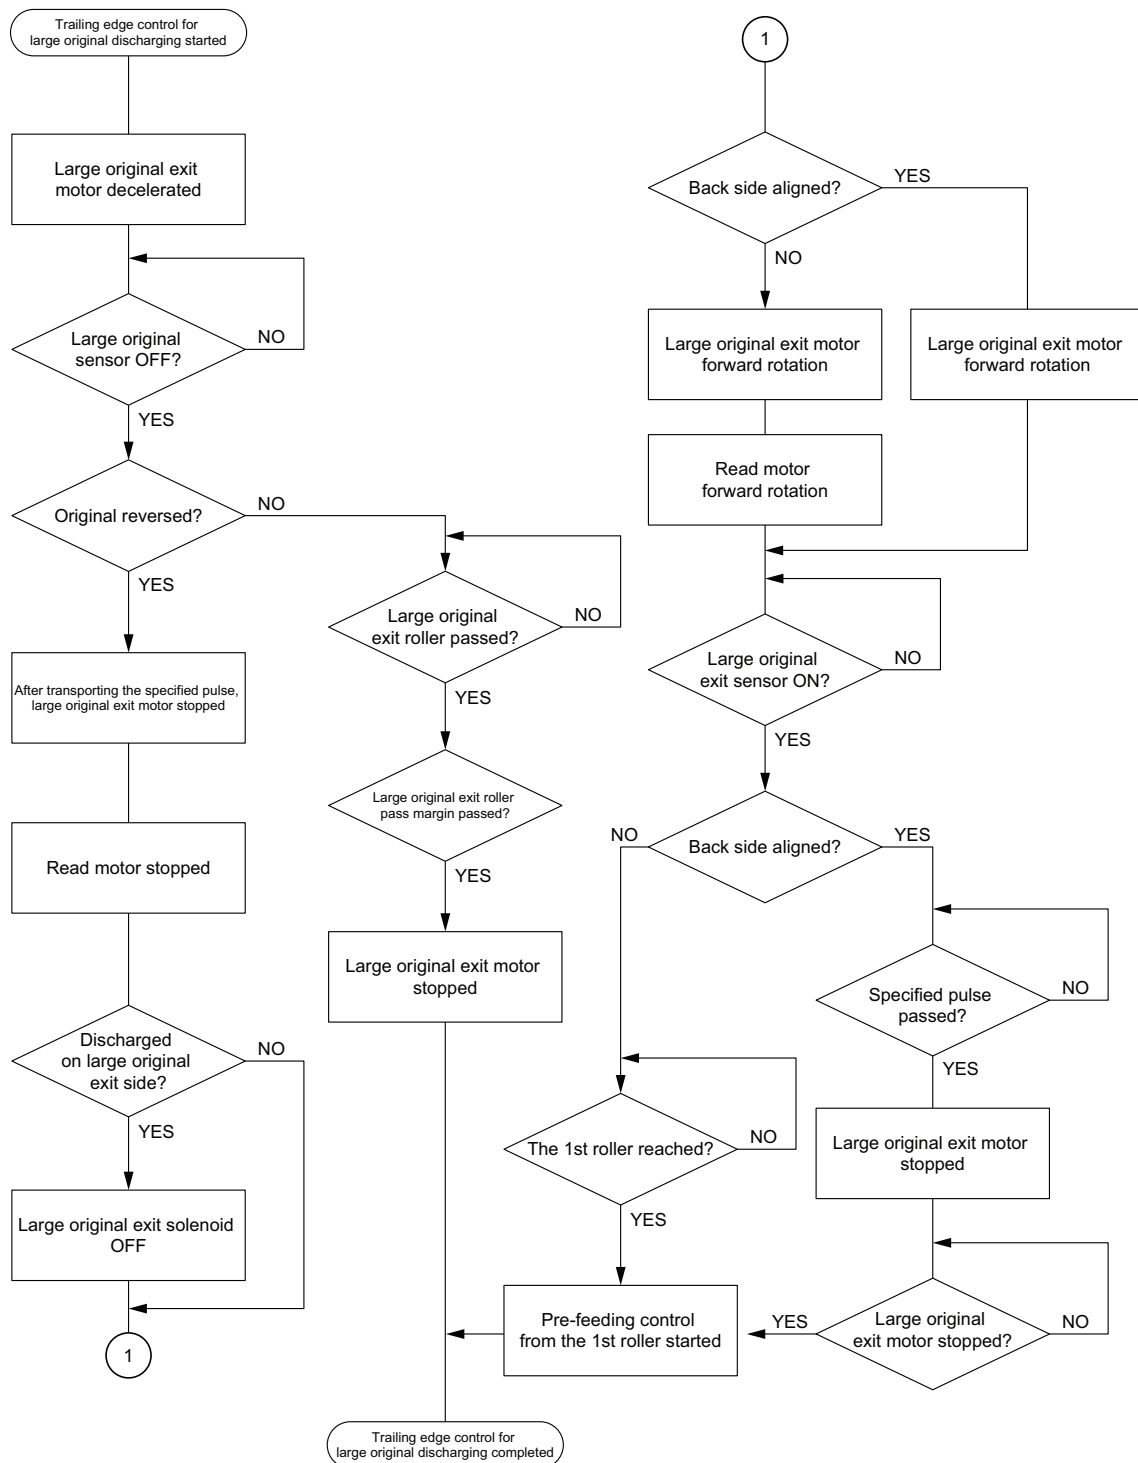 Trailing edge control for
large original discharging started
Large original exit
motor decelerated
Large original
sensor OFF?
NO
YES
Original reversed?
NO
YES
After transporting the specified pulse,
large original exit motor stopped
Read motor stopped
Discharged
on large original
exit side?
NO
YES
Large original exit solenoid
OFF
1
Large original
exit roller passed?
NO
YES
Large original exit roller
pass margin passed?
YES
Large original exit motor
stopped
Trailing edge control for
large original discharging completed
1
Back side aligned?
YES
NO
Large original exit motor
forward rotation
Large original exit motor
forward rotation
Read motor
forward rotation
Large original
exit sensor ON?
NO
YES
Back side aligned?
NO
YES
Specified pulse
passed?
NO
YES
The 1st roller reached?
NO
YES
Large original exit motor
stopped
Pre-feeding control
from the 1st roller started
YES
Large original
exit motor stopped?
NO